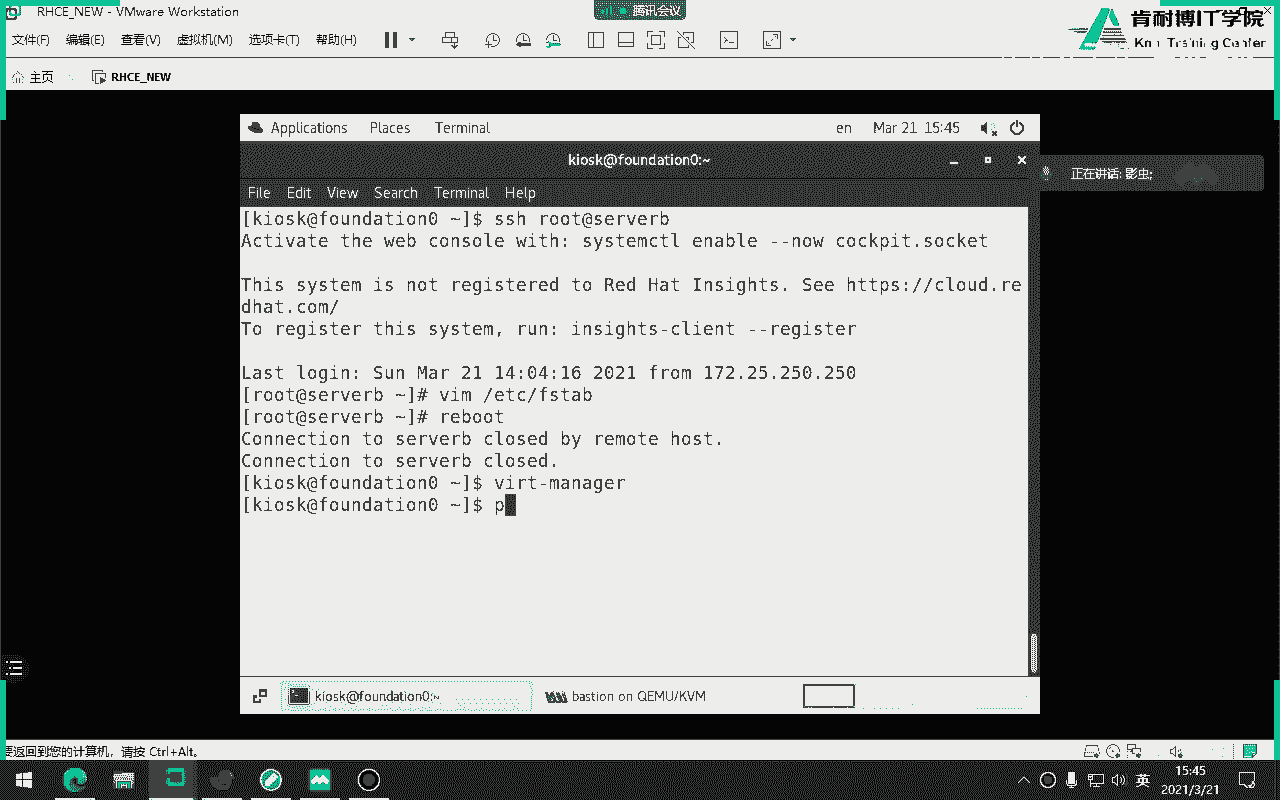 RHCE_NEW - VMware Workstation
腾讯会议
肯耐博IT学院
Training Center
文件(F) 编辑(E) 查看(V) 虚拟机(M) 选项卡(T) 帮助(H)
主页 RHCE_NEW
Applications Places Terminal en Mar 21 15:45
kiosk@foundation0:~
正在讲话: 影虫;
File Edit View Search Terminal Help
[kiosk@foundation0 ~]$ ssh root@serverb
Activate the web console with: systemctl enable --now cockpit.socket
This system is not registered to Red Hat Insights. See https://cloud.re
dhat.com/
To register this system, run: insights-client --register
Last login: Sun Mar 21 14:04:16 2021 from 172.25.250.250
[root@serverb ~]# vim /etc/fstab
[root@serverb ~]# reboot
Connection to serverb closed by remote host.
Connection to serverb closed.
[kiosk@foundation0 ~]$ virt-manager
[kiosk@foundation0 ~]$ p
kiosk@foundation0:~ bastion on QEMU/KVM
要返回到您的计算机，请按 Ctrl+Alt。
英 15:45
2021/3/21